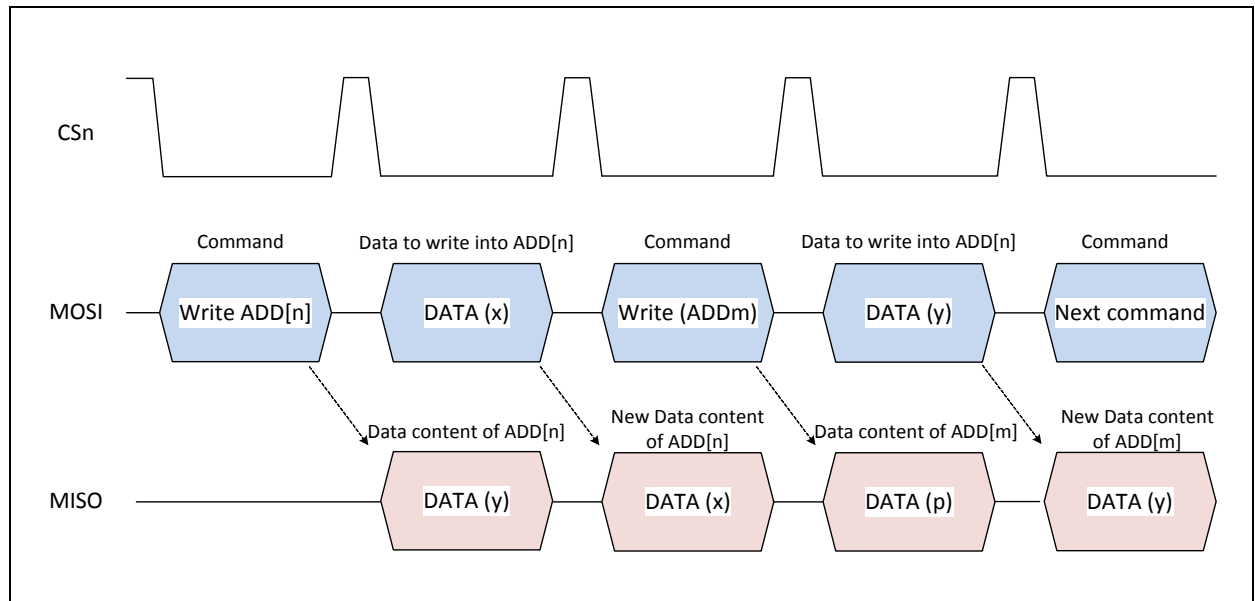 CSn
Command
Data to write into ADD[n]
Command
Data to write into ADD[n]
MOSI
Write ADD[n]
DATA (x)
Write (ADDm)
DATA (y)
Next command
Data content of ADD[n]
New Data content
of ADD[n]
Data content of ADD[m]
New Data content
of ADD[m]
MISO
DATA (y)
DATA (x)
DATA (p)
DATA (y)